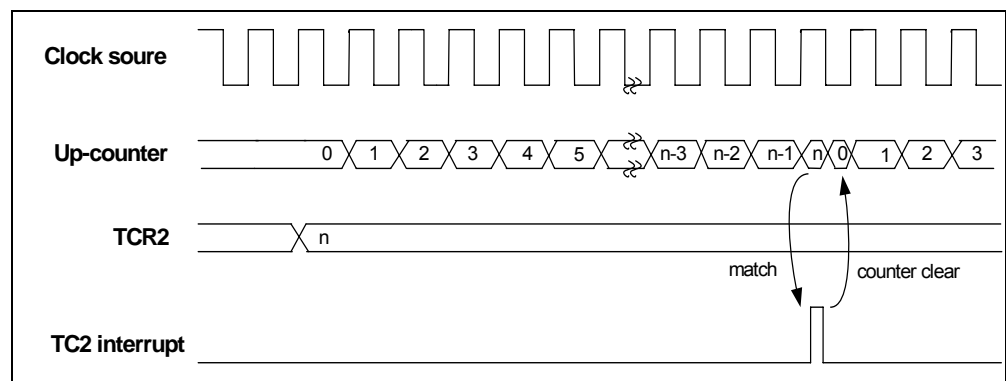 Clock soure
Up-counter
0 1 2 3 4 5 n-3 n-2 n-1 n 0 1 2 3
TCR2
n
match
counter clear
TC2 interrupt